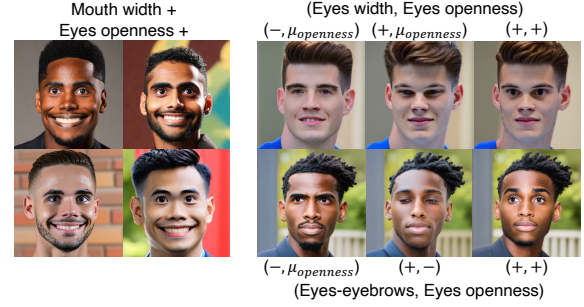 Mouth width +
Eyes openness +
(Eyes width, Eyes openness)
(−, μ_openness) (+, μ_openness) (+, +)
(−, μ_openness) (+, −) (+, +)
(Eyes-eyebrows, Eyes openness)